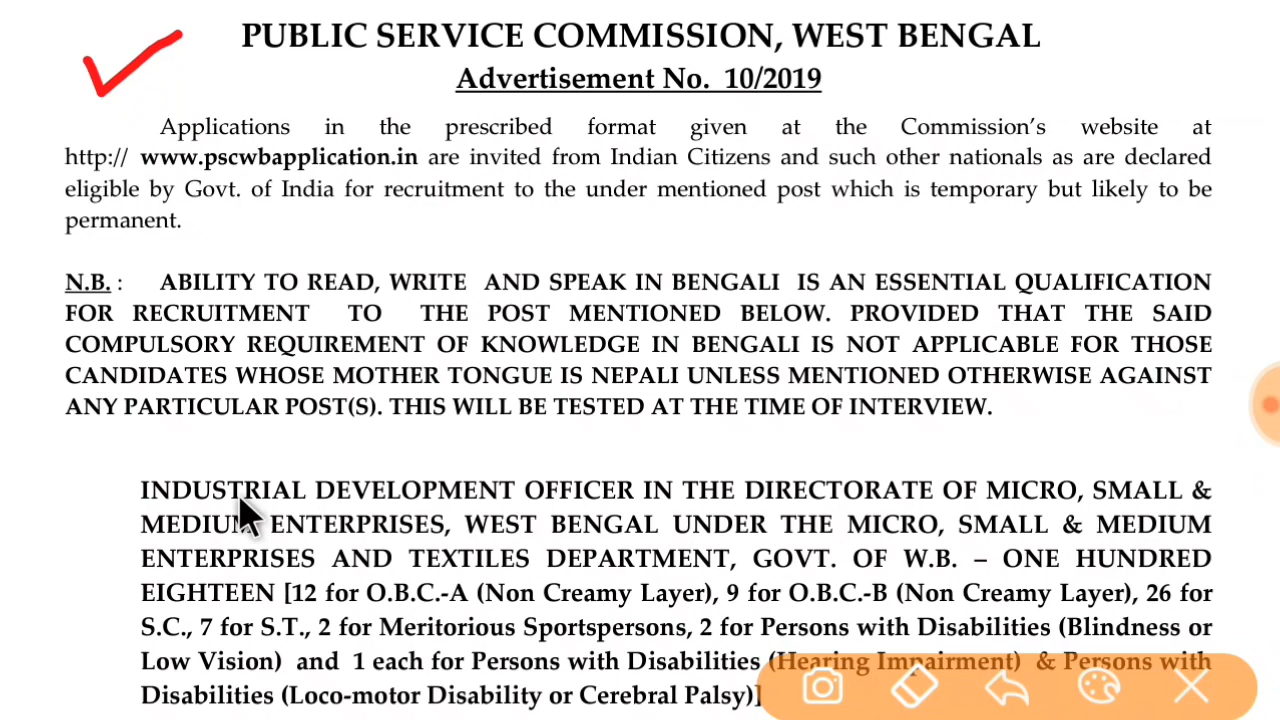 PUBLIC SERVICE COMMISSION, WEST BENGAL
Advertisement No. 10/2019
Applications in the prescribed format given at the Commission's website at
http:// www.pscwbapplication.in are invited from Indian Citizens and such other nationals as are declared
eligible by Govt. of India for recruitment to the under mentioned post which is temporary but likely to be
permanent.
N.B. : ABILITY TO READ, WRITE AND SPEAK IN BENGALI IS AN ESSENTIAL QUALIFICATION
FOR RECRUITMENT TO THE POST MENTIONED BELOW. PROVIDED THAT THE SAID
COMPULSORY REQUIREMENT OF KNOWLEDGE IN BENGALI IS NOT APPLICABLE FOR THOSE
CANDIDATES WHOSE MOTHER TONGUE IS NEPALI UNLESS MENTIONED OTHERWISE AGAINST
ANY PARTICULAR POST(S). THIS WILL BE TESTED AT THE TIME OF INTERVIEW.
INDUSTRIAL DEVELOPMENT OFFICER IN THE DIRECTORATE OF MICRO, SMALL &
MEDIUM ENTERPRISES, WEST BENGAL UNDER THE MICRO, SMALL & MEDIUM
ENTERPRISES AND TEXTILES DEPARTMENT, GOVT. OF W.B. – ONE HUNDRED
EIGHTEEN [12 for O.B.C.-A (Non Creamy Layer), 9 for O.B.C.-B (Non Creamy Layer), 26 for
S.C., 7 for S.T., 2 for Meritorious Sportspersons, 2 for Persons with Disabilities (Blindness or
Low Vision) and 1 each for Persons with Disabilities (Hearing Impairment) & Persons with
Disabilities (Loco-motor Disability or Cerebral Palsy)]